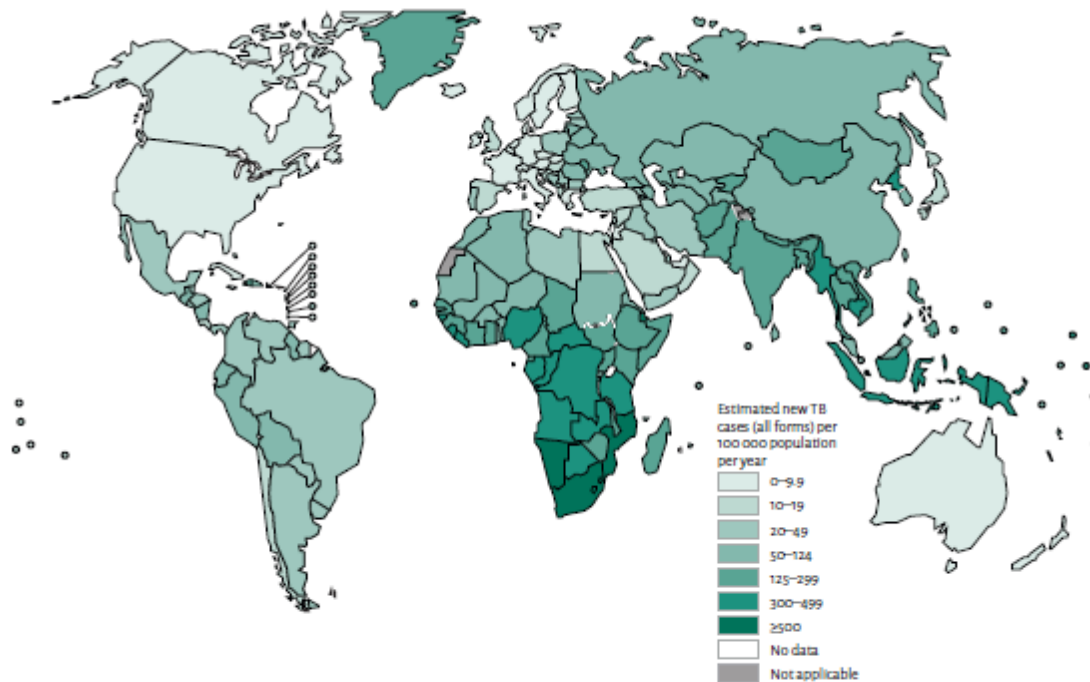 Estimated new TB
cases (all forms) per
100 000 population
per year
0–9.9
10–19
20–49
50–124
125–299
300–499
≥500
No data
Not applicable